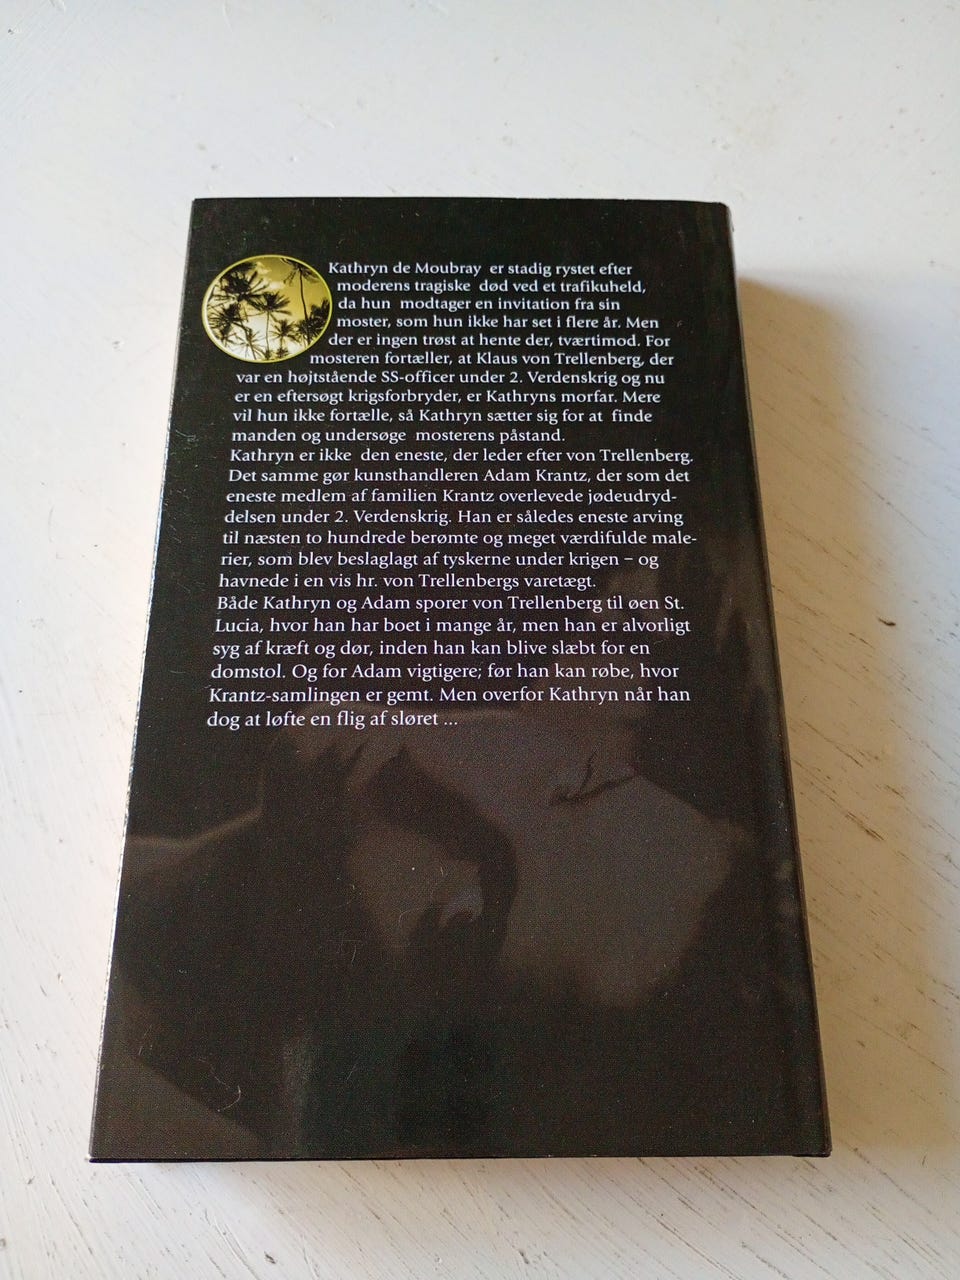 Kathryn de Moubray er stadig rystet efter
moderens tragiske død ved et trafikuheld,
da hun modtager en invitation fra sin
moster, som hun ikke har set i flere år. Men
der er ingen trøst at hente der, tværtimod. For
mosteren fortæller, at Klaus von Trellenberg, der
var en højtstående SS-officer under 2. Verdenskrig og nu
er en eftersøgt krigsforbryder, er Kathryns morfar. Mere
vil hun ikke fortælle, så Kathryn sætter sig for at finde
manden og undersøge mosterens påstand.
Kathryn er ikke den eneste, der leder efter von Trellenberg.
Det samme gør kunsthandleren Adam Krantz, der som det
eneste medlem af familien Krantz overlevede jødeudryd-
delsen under 2. Verdenskrig. Han er således eneste arving
til næsten to hundrede berømte og meget værdifulde male-
rier, som blev beslaglagt af tyskerne under krigen – og
havnede i en vis hr. von Trellenbergs varetægt.
Både Kathryn og Adam sporer von Trellenberg til øen St.
Lucia, hvor han har boet i mange år, men han er alvorligt
syg af kræft og dør, inden han kan blive slæbt for en
domstol. Og for Adam vigtigere; før han kan røbe, hvor
Krantz-samlingen er gemt. Men overfor Kathryn når han
dog at løfte en flig af sløret ...